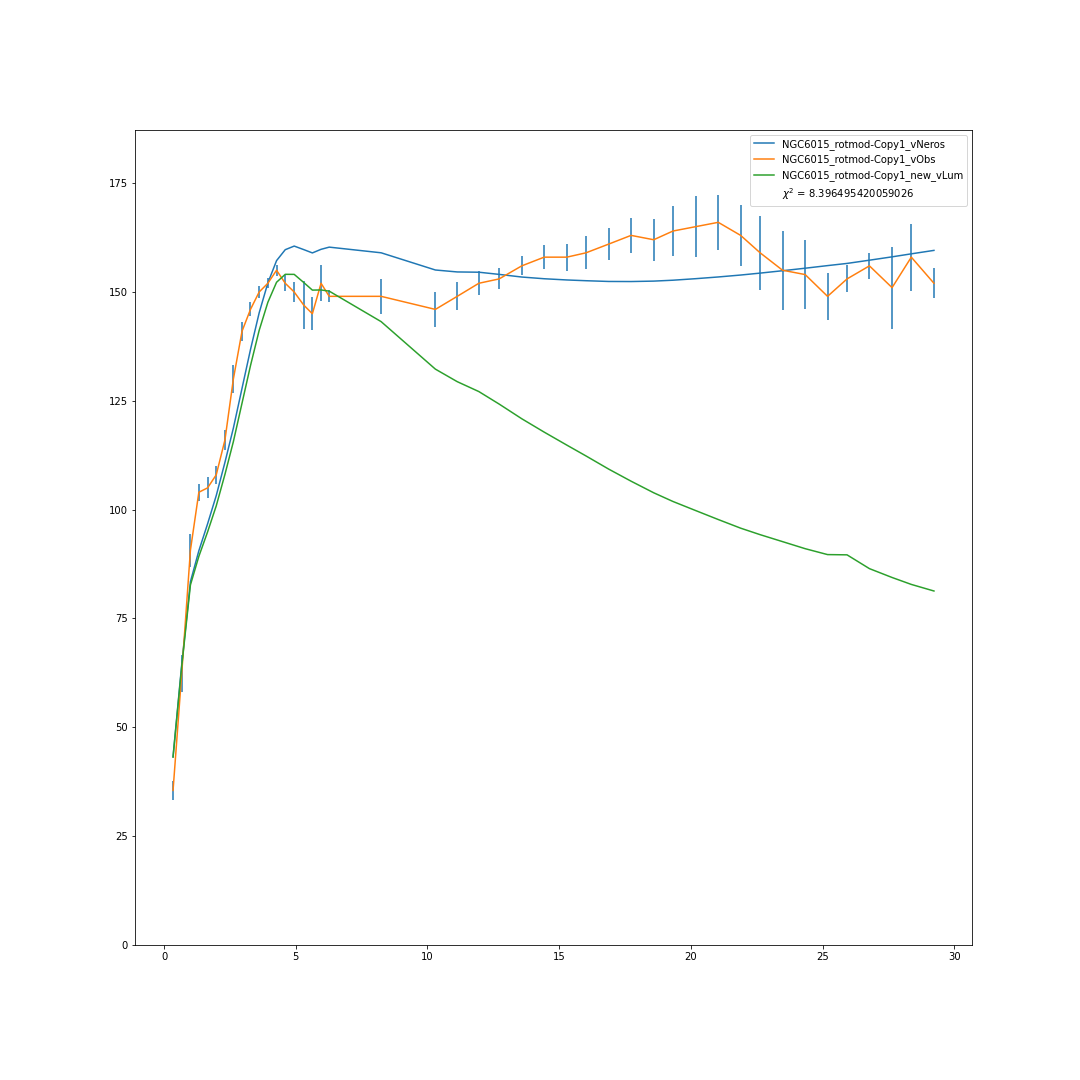 NGC6015_rotmod-Copy1_vNeros
NGC6015_rotmod-Copy1_vObs
NGC6015_rotmod-Copy1_new_vLum
χ² = 8.396495420059026
175
150
125
100
75
50
25
0
0 5 10 15 20 25 30